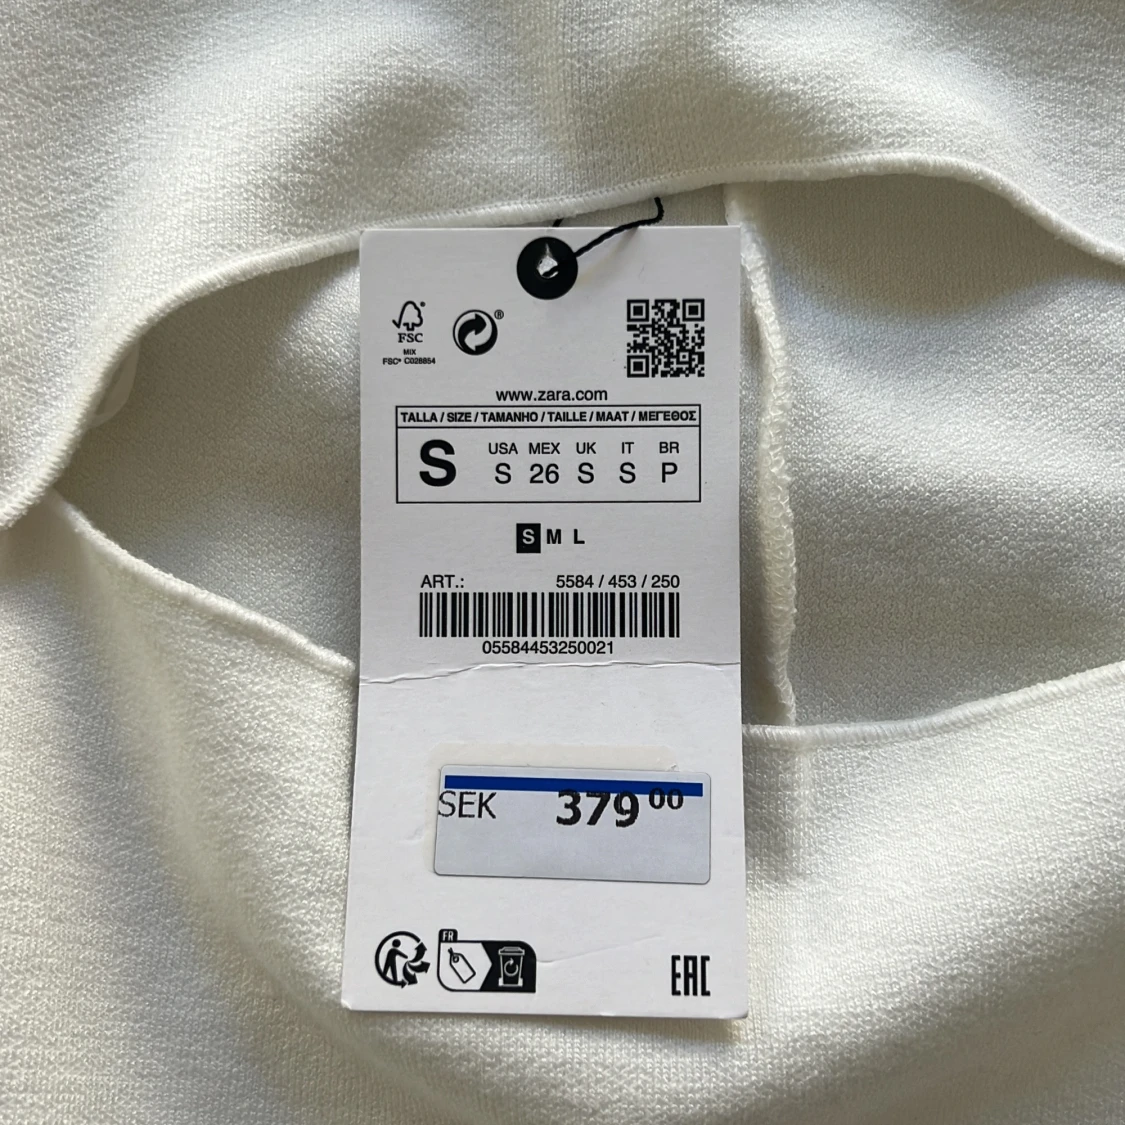 FSC
MIX
FSC® C028854
®
www.zara.com
TALLA / SIZE / TAMANHO / TAILLE / MAAT / ΜΕΓΕΘΟΣ
S
USA MEX UK IT BR
S 26 S S P
S M L
ART.: 5584 / 453 / 250
05584453250021
SEK 379 00
FR
EAC